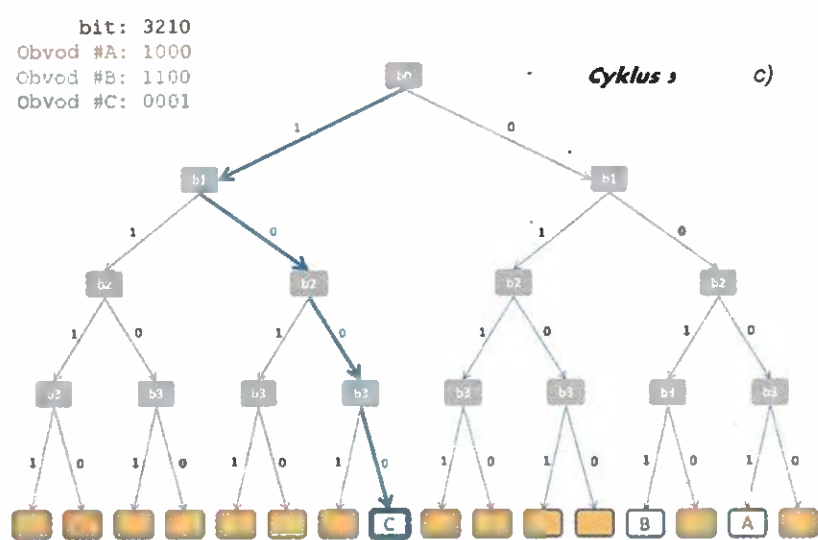 bit: 3210
Obvod #A: 1000
Obvod #B: 1100
Obvod #C: 0001
Cyklus 3 c)
b0
1 0
b1 b1
1 0 1 0
b2 b2 b2 b2
1 0 1 0 1 0 1 0
b3 b3 b3 b3 b3 b3 b3 b3
1 0 1 0 1 0 1 0 1 0 1 0 1 0 1 0
C B A